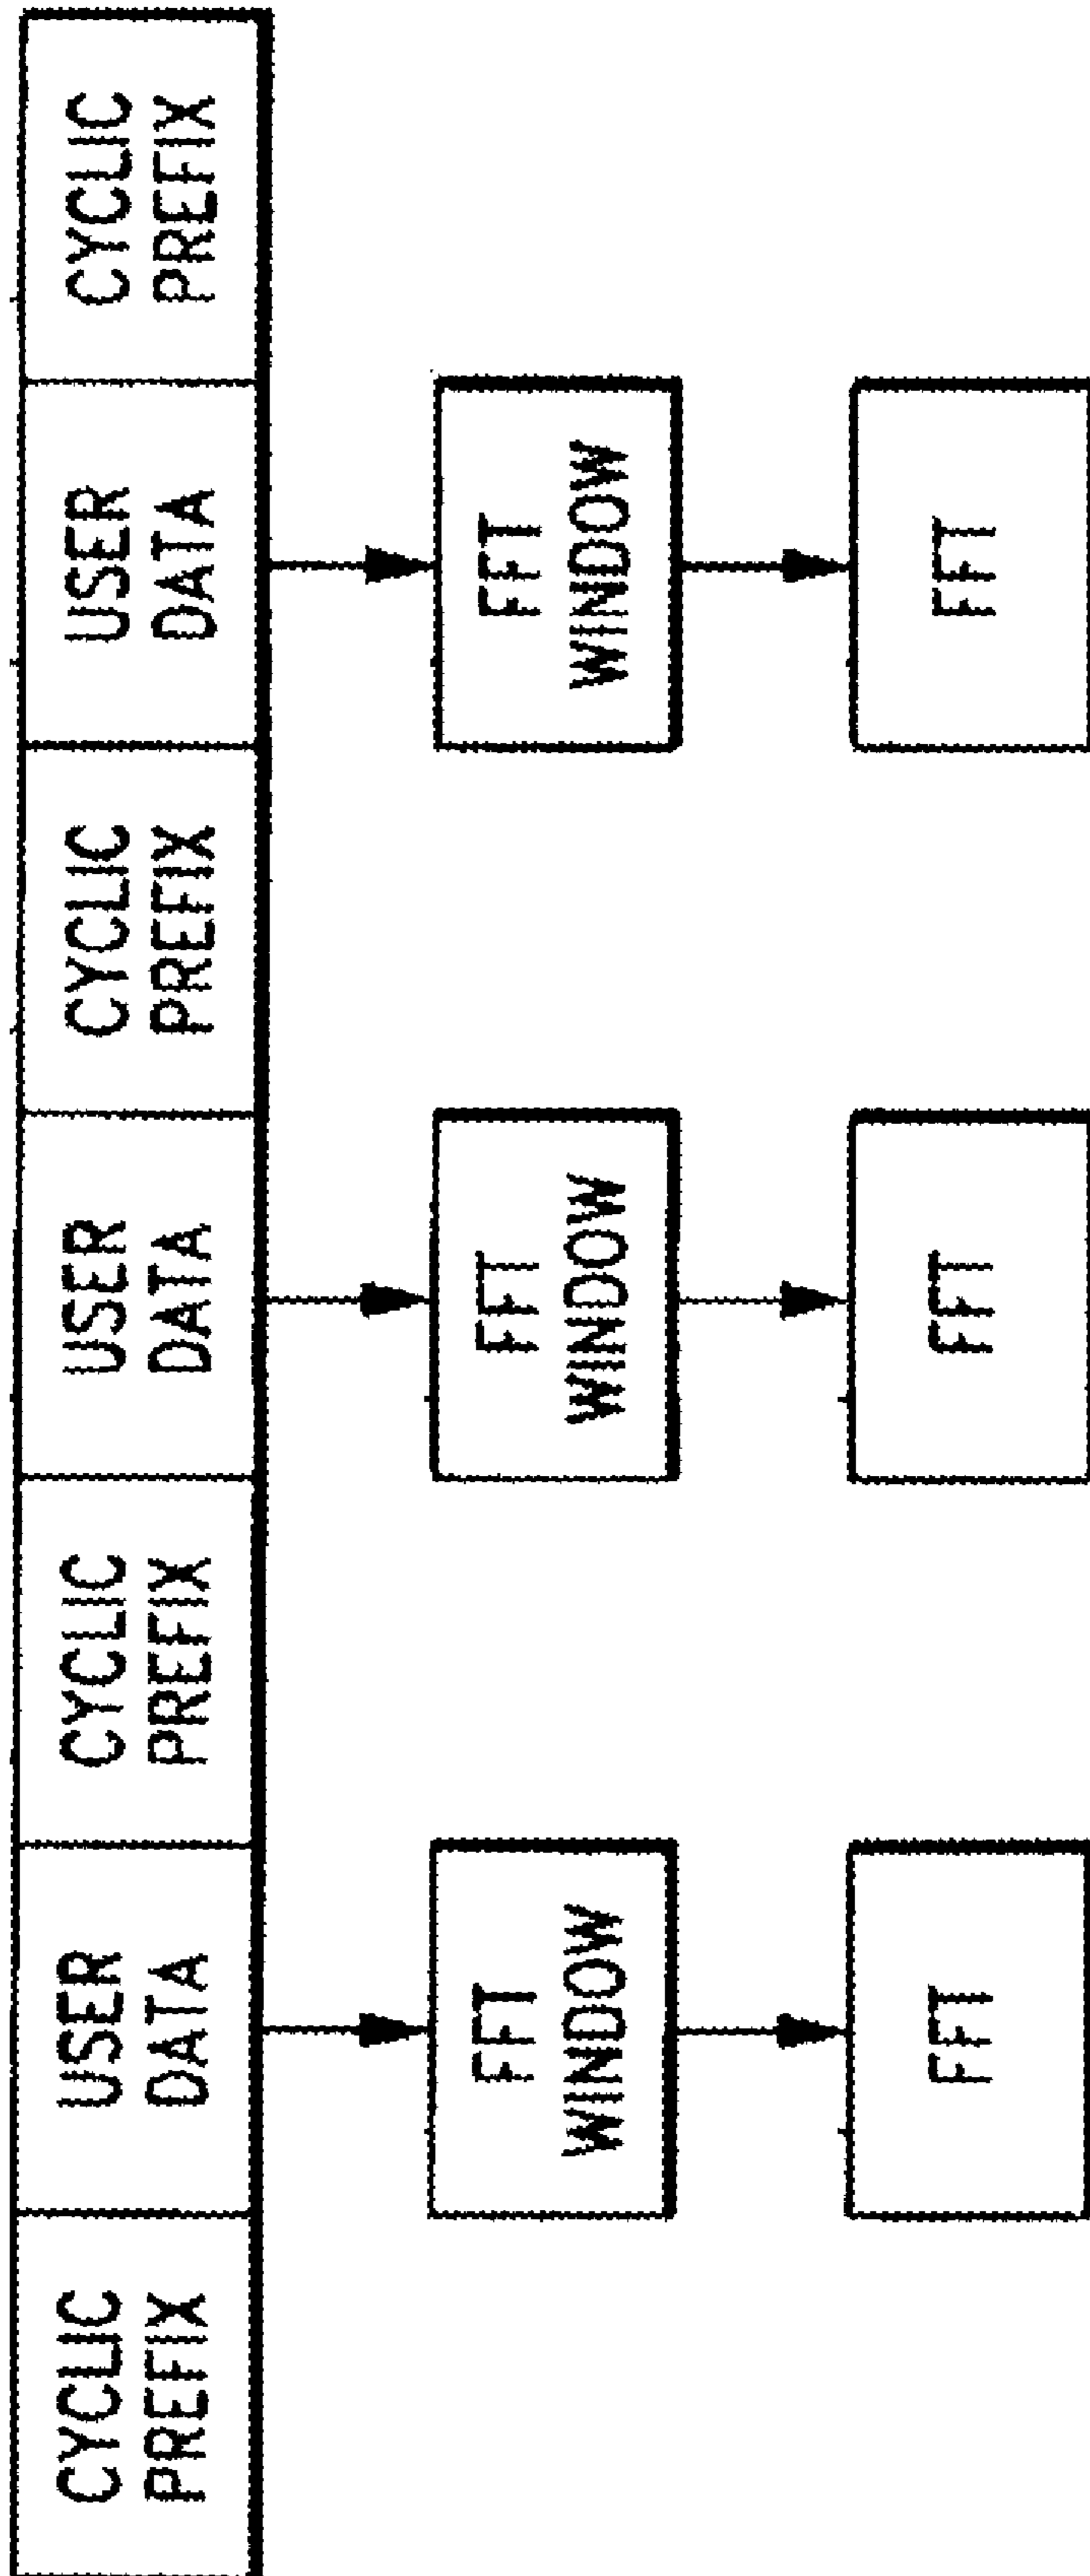 CYCLIC
PREFIX
USER
DATA
CYCLIC
PREFIX
USER
DATA
CYCLIC
PREFIX
USER
DATA
CYCLIC
PREFIX
FFT
WINDOW
FFT
WINDOW
FFT
WINDOW
FFT
FFT
FFT